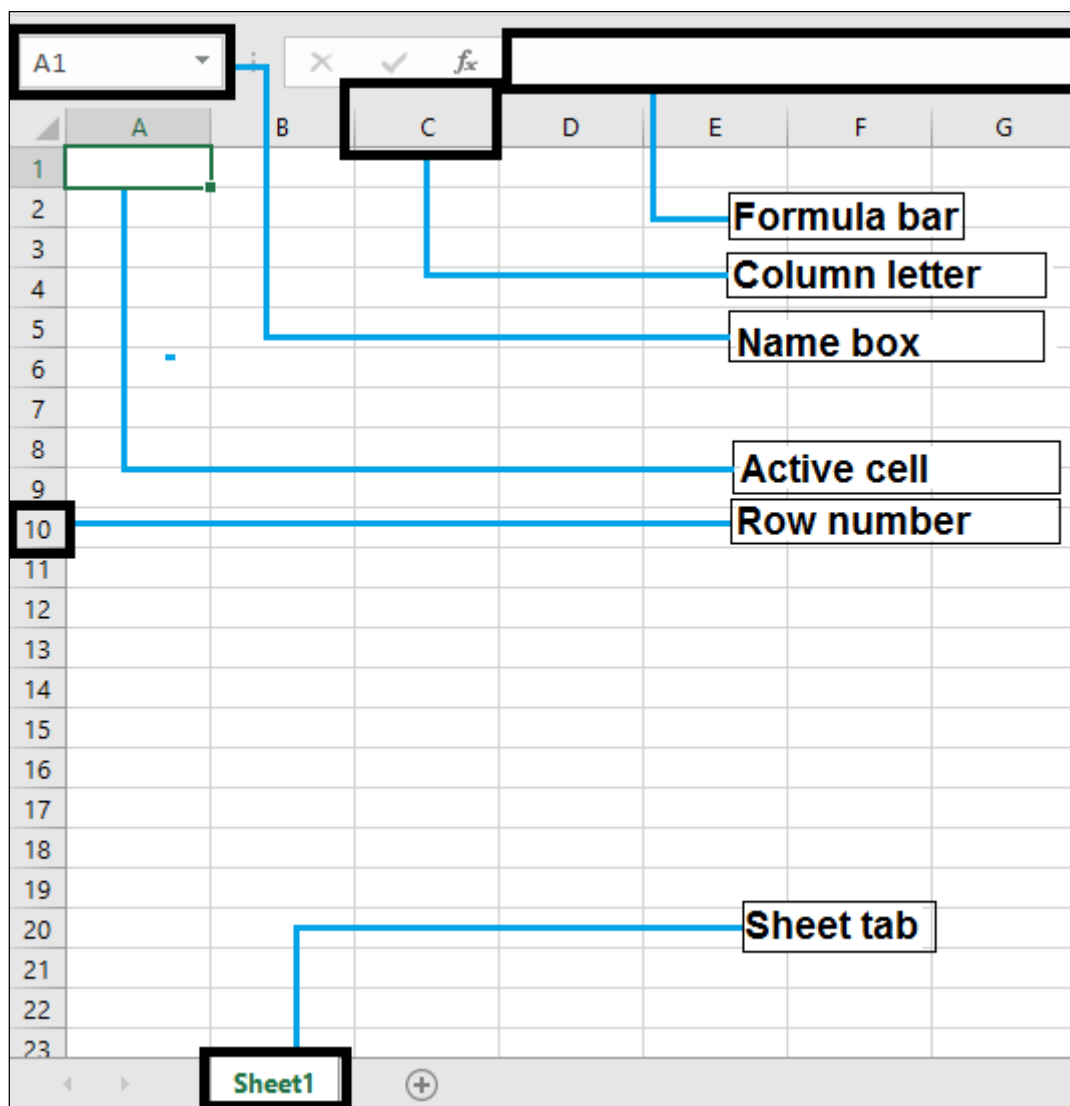 A1 fx
A B C D E F G
1
2
Formula bar
3
Column letter
4
5
Name box
6
7
8
Active cell
9
10
Row number
11
12
13
14
15
16
17
18
19
20
Sheet tab
21
22
23
Sheet1